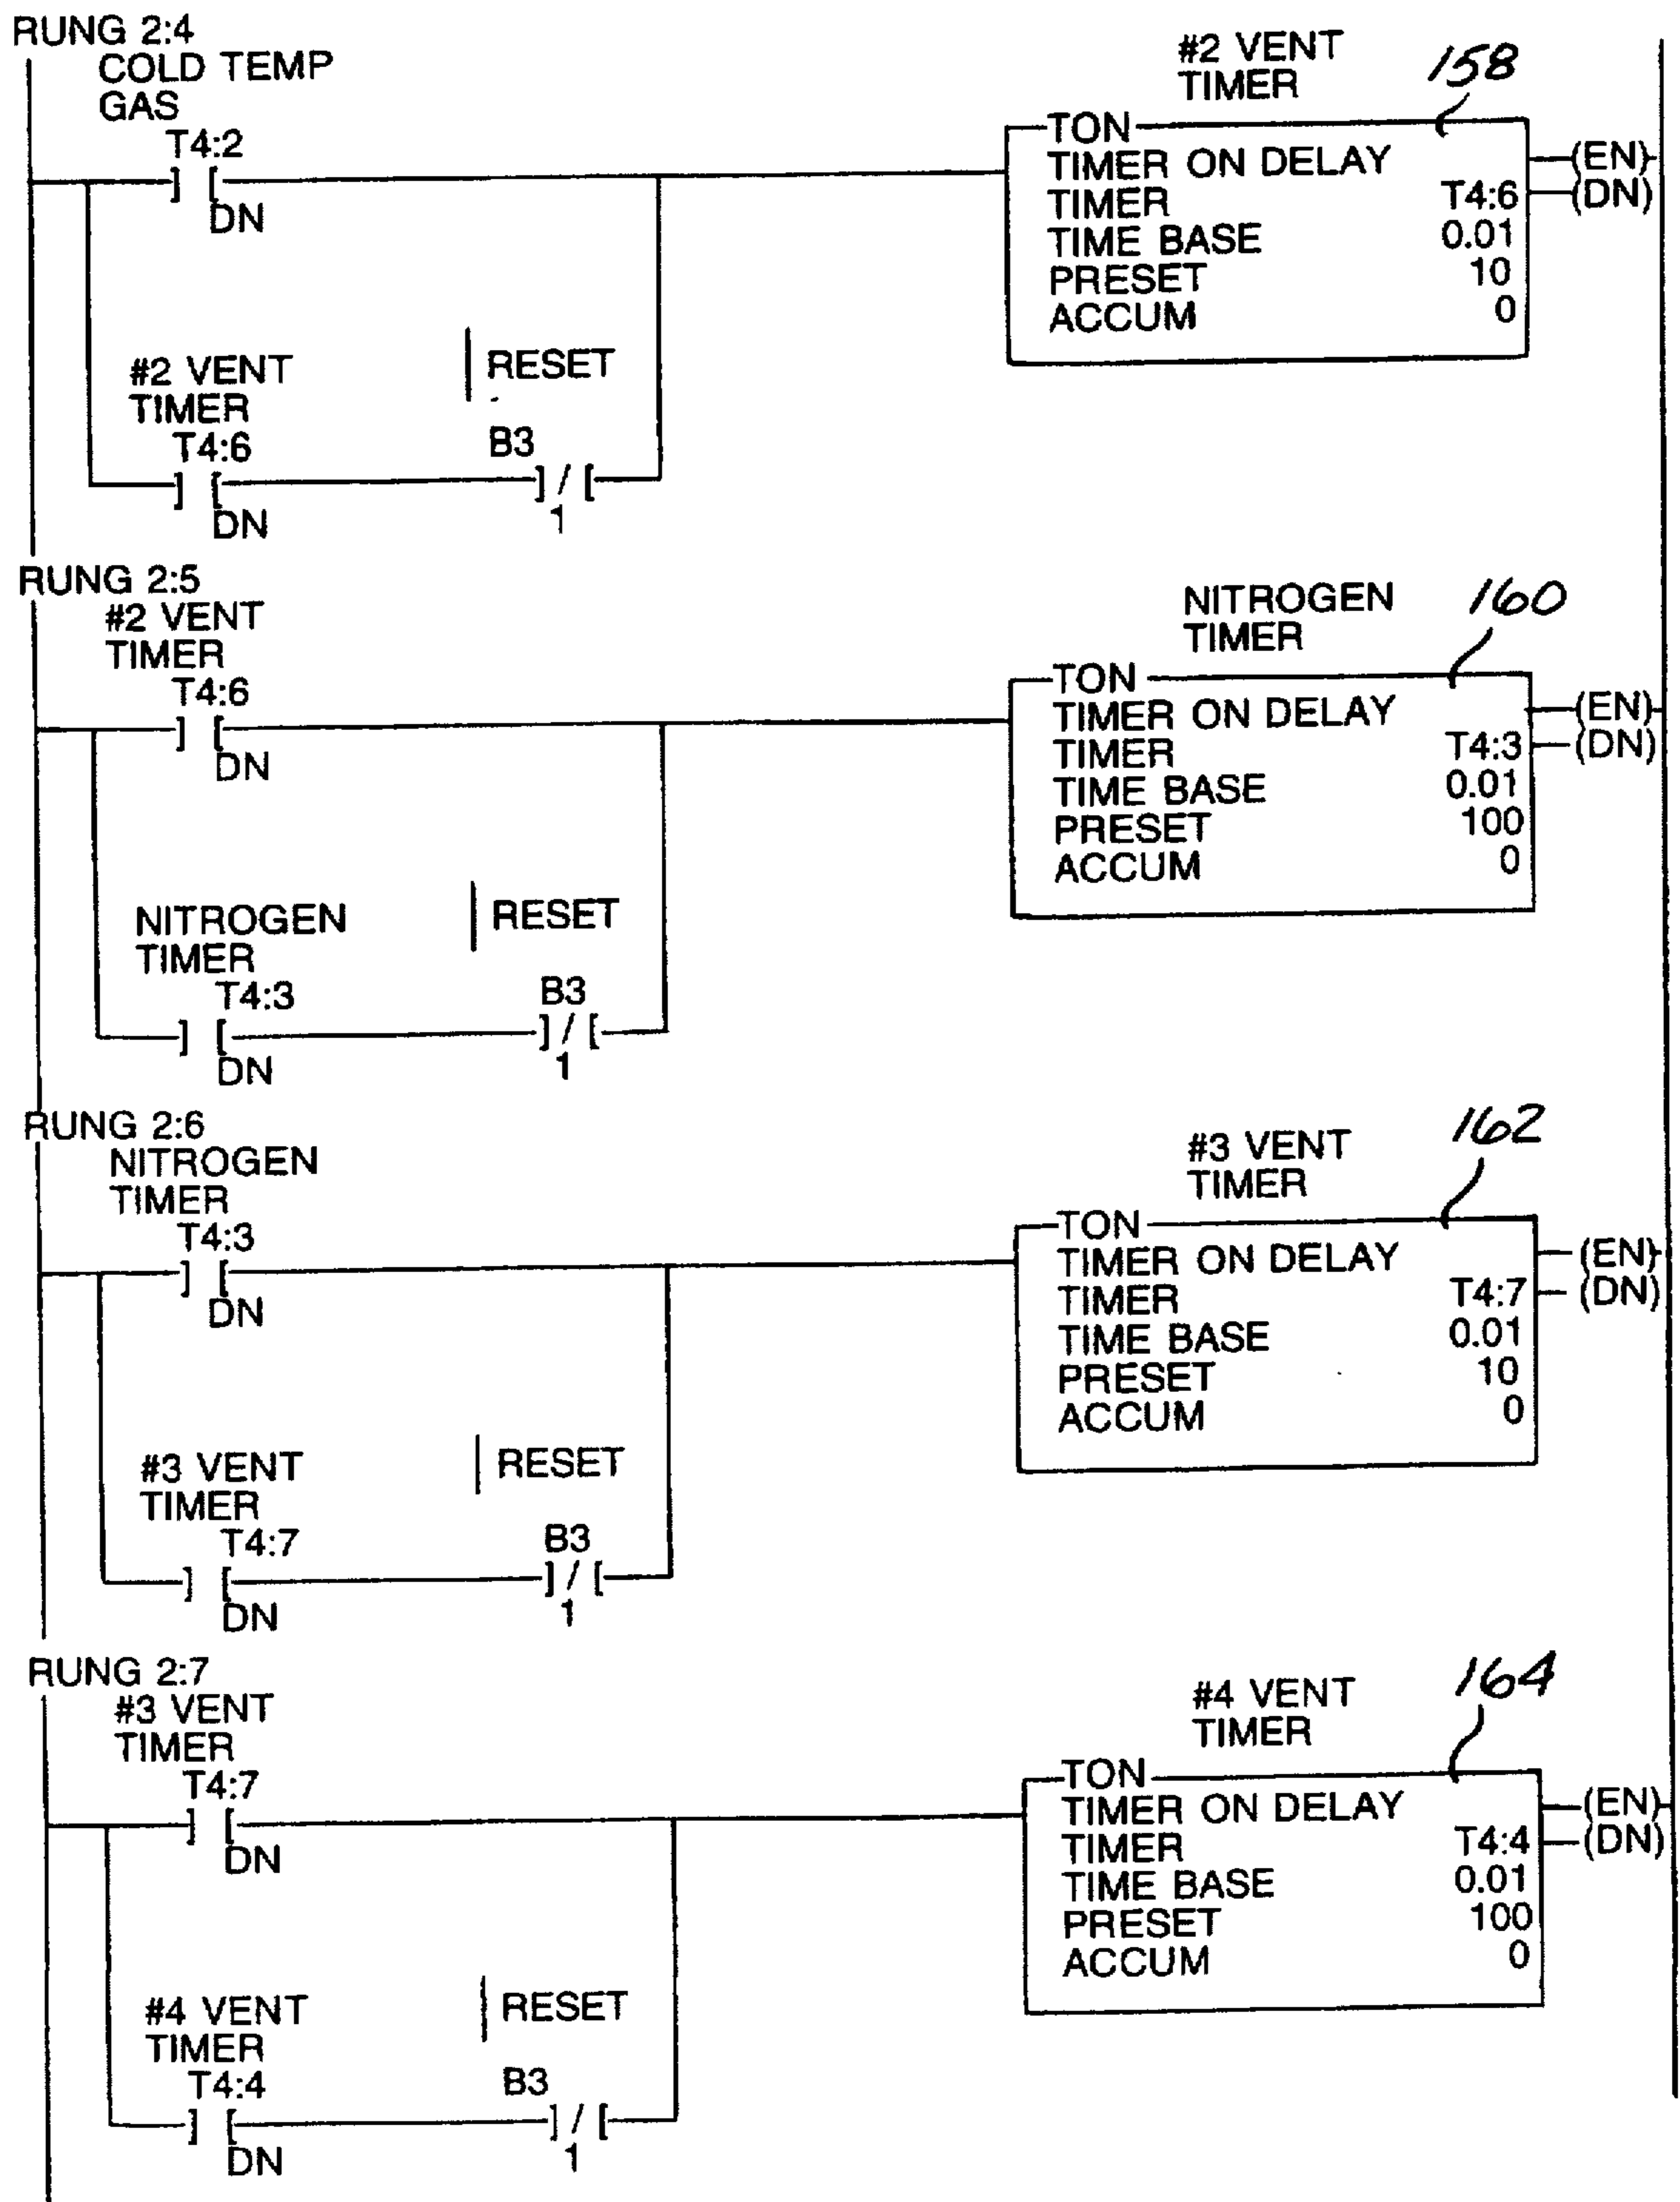 RUNG 2:4
COLD TEMP
GAS
T4:2
] [
DN
#2 VENT
TIMER
T4:6
] [
DN
RESET
B3
] / [
1
#2 VENT
TIMER
158
TON
TIMER ON DELAY
TIMER T4:6
TIME BASE 0.01
PRESET 10
ACCUM 0
(EN)
(DN)
RUNG 2:5
#2 VENT
TIMER
T4:6
] [
DN
NITROGEN
TIMER
T4:3
] [
DN
RESET
B3
] / [
1
NITROGEN
TIMER
160
TON
TIMER ON DELAY
TIMER T4:3
TIME BASE 0.01
PRESET 100
ACCUM 0
(EN)
(DN)
RUNG 2:6
NITROGEN
TIMER
T4:3
] [
DN
#3 VENT
TIMER
T4:7
] [
DN
RESET
B3
] / [
1
#3 VENT
TIMER
162
TON
TIMER ON DELAY
TIMER T4:7
TIME BASE 0.01
PRESET 10
ACCUM 0
(EN)
(DN)
RUNG 2:7
#3 VENT
TIMER
T4:7
] [
DN
#4 VENT
TIMER
T4:4
] [
DN
RESET
B3
] / [
1
#4 VENT
TIMER
164
TON
TIMER ON DELAY
TIMER T4:4
TIME BASE 0.01
PRESET 100
ACCUM 0
(EN)
(DN)